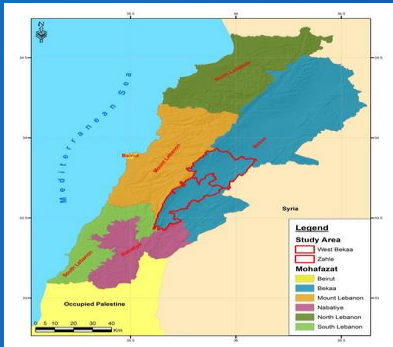 N
Mediterranean Sea
North Lebanon
Bekaa
Beirut
Mount Lebanon
Syria
South Lebanon
Nabatiye
Occupied Palestine
0 5 10 20 30 40
Km
Legend
Study Area
West Bekaa
Zahle
Mohafazat
Beirut
Bekaa
Mount Lebanon
Nabatiye
North Lebanon
South Lebanon